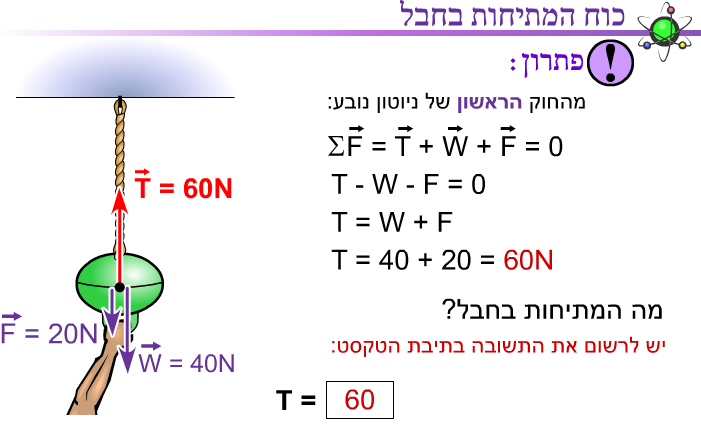 כוח המתיחות בחבל
! פתרון:
מהחוק הראשון של ניוטון נובע:
ΣF⃗ = T⃗ + W⃗ + F⃗ = 0
T - W - F = 0
T = W + F
T = 40 + 20 = 60N
T⃗ = 60N
F⃗ = 20N
W⃗ = 40N
מה המתיחות בחבל?
יש לרשום את התשובה בתיבת הטקסט:
T = 60